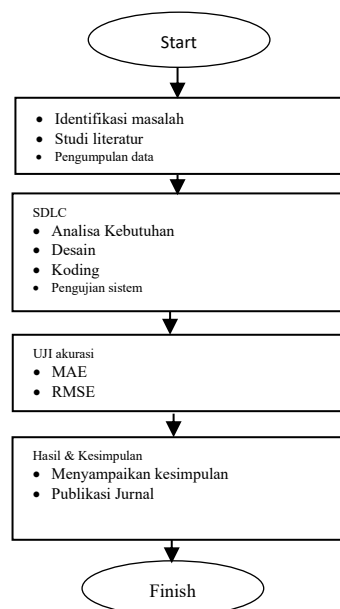 Start
• Identifikasi masalah
• Studi literatur
• Pengumpulan data
SDLC
• Analisa Kebutuhan
• Desain
• Koding
• Pengujian sistem
UJI akurasi
• MAE
• RMSE
Hasil & Kesimpulan
• Menyampaikan kesimpulan
• Publikasi Jurnal
Finish